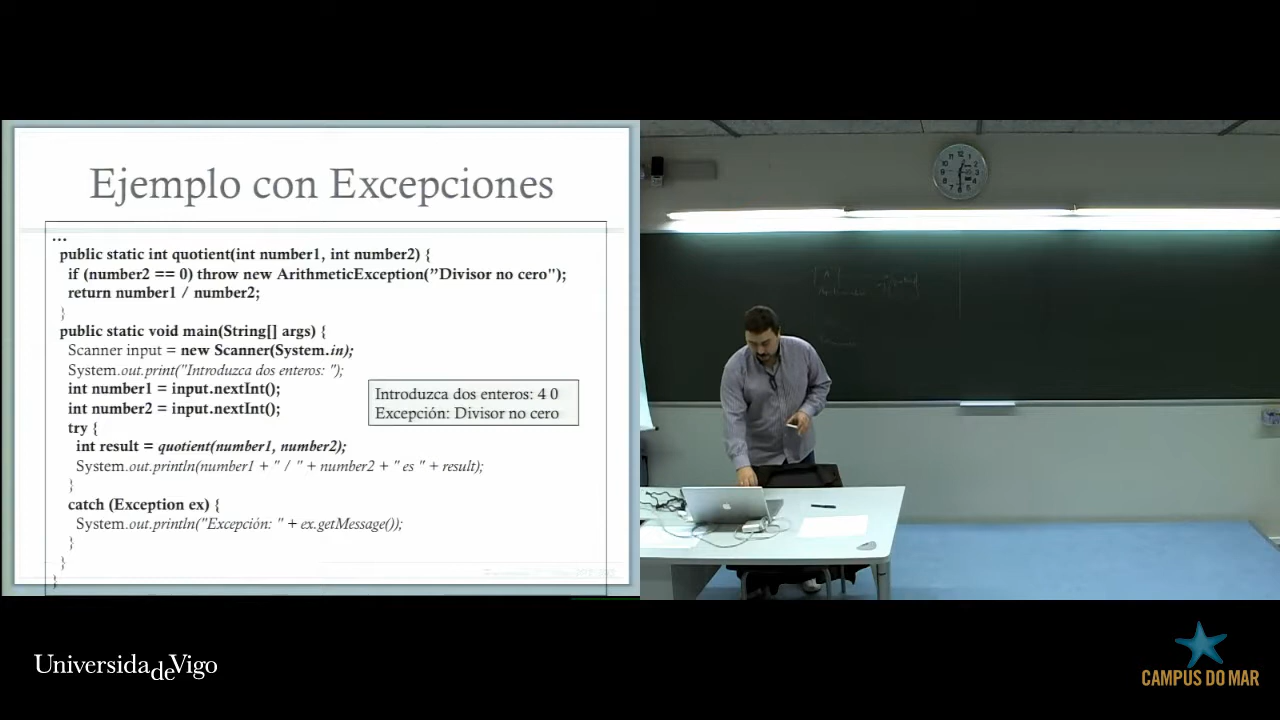 Ejemplo con Excepciones
...
public static int quotient(int number1, int number2) {
if (number2 == 0) throw new ArithmeticException("Divisor no cero");
return number1 / number2;
}
public static void main(String[] args) {
Scanner input = new Scanner(System.in);
System.out.print("Introduzca dos enteros: ");
int number1 = input.nextInt();
int number2 = input.nextInt();
try {
int result = quotient(number1, number2);
System.out.println(number1 + " / " + number2 + " es " + result);
}
catch (Exception ex) {
System.out.println("Excepción: " + ex.getMessage());
}
}
}
Introduzca dos enteros: 4 0
Excepción: Divisor no cero
UniversidadeVigo
CAMPUS DO MAR